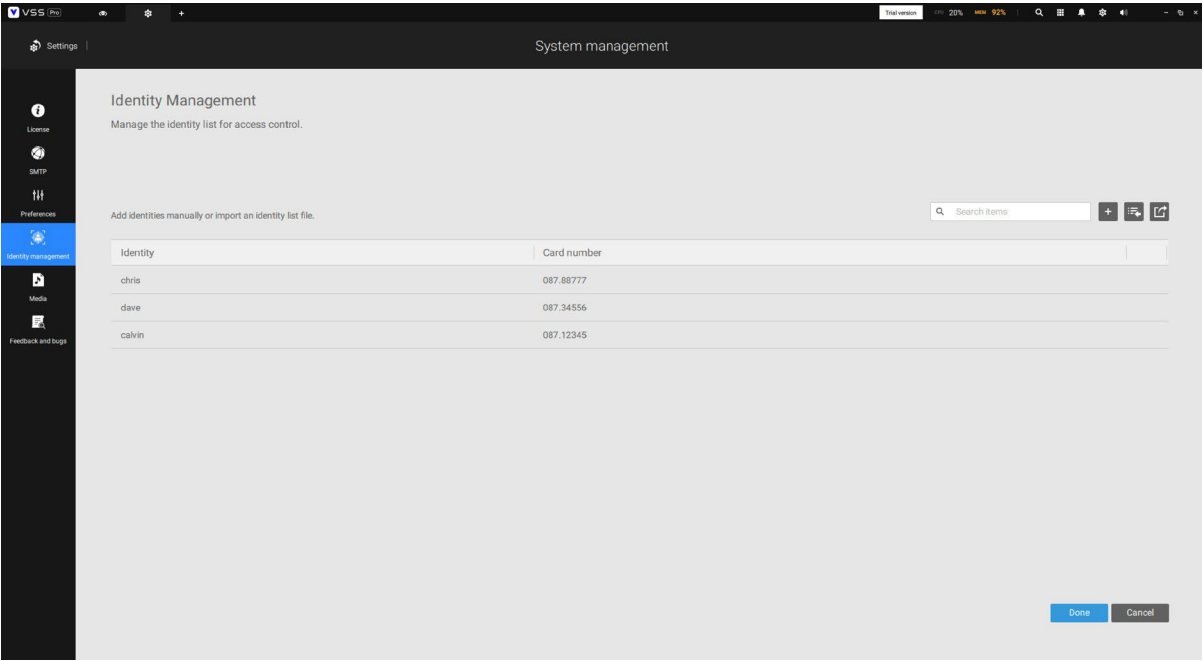 VSS Pro
Trial version CPU 20% MEM 92%
Settings
System management
License
SMTP
Preferences
Identity management
Media
Feedback and bugs
Identity Management
Manage the identity list for access control.
Add identities manually or import an identity list file.
Search items
Identity Card number
chris 087.88777
dave 087.34556
calvin 087.12345
Done Cancel